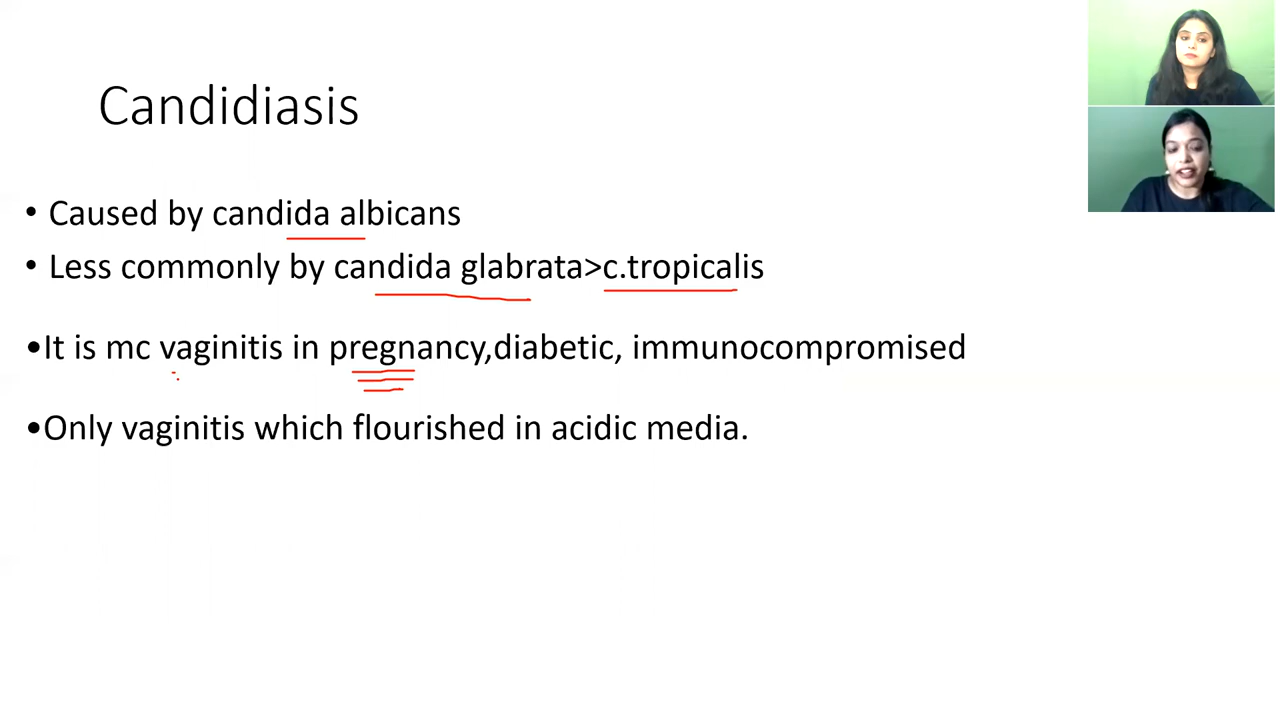 Candidiasis
• Caused by candida albicans
• Less commonly by candida glabrata>c.tropicalis
•It is mc vaginitis in pregnancy,diabetic, immunocompromised
•Only vaginitis which flourished in acidic media.